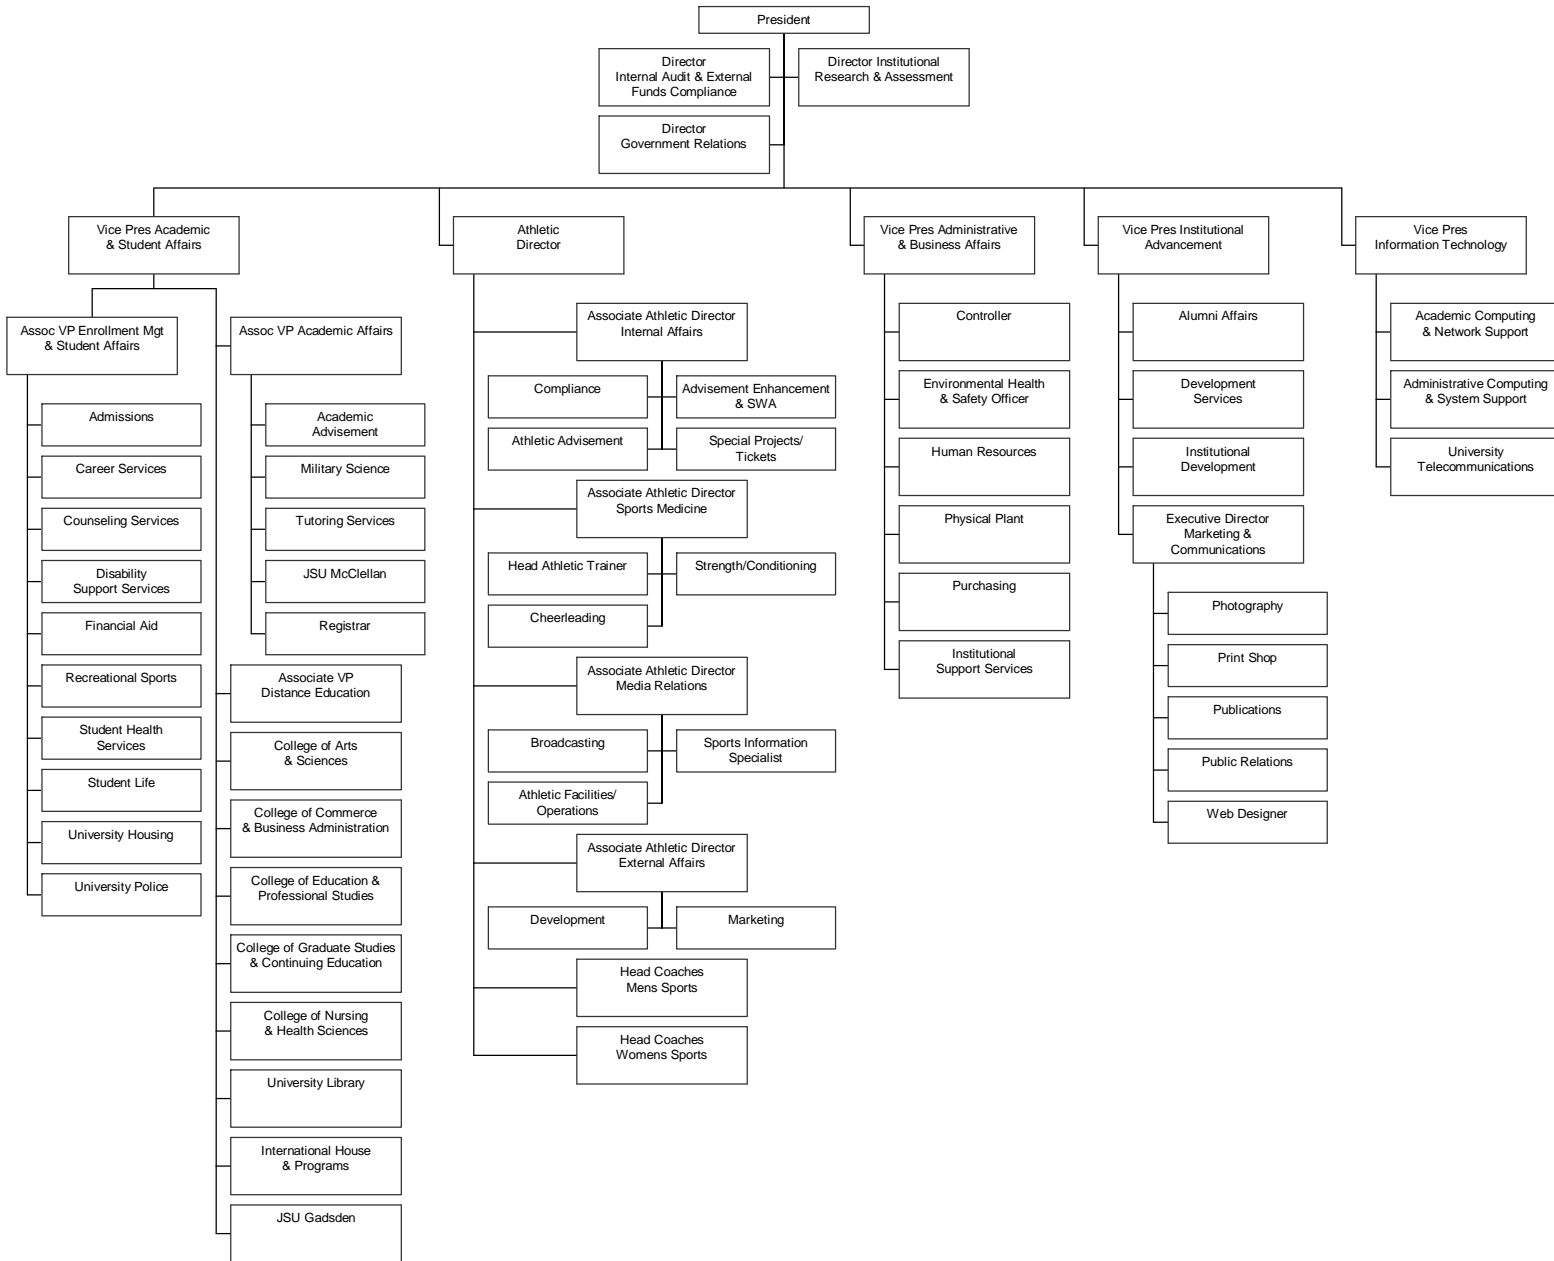 President
Director
Internal Audit & External
Funds Compliance
Director Institutional
Research & Assessment
Director
Government Relations
Vice Pres Academic
& Student Affairs
Athletic
Director
Vice Pres Administrative
& Business Affairs
Vice Pres Institutional
Advancement
Vice Pres
Information Technology
Assoc VP Enrollment Mgt
& Student Affairs
Admissions
Career Services
Counseling Services
Disability
Support Services
Financial Aid
Recreational Sports
Student Health
Services
Student Life
University Housing
University Police
Assoc VP Academic Affairs
Academic
Advisement
Military Science
Tutoring Services
JSU McClellan
Registrar
Associate VP
Distance Education
College of Arts
& Sciences
College of Commerce
& Business Administration
College of Education &
Professional Studies
College of Graduate Studies
& Continuing Education
College of Nursing
& Health Sciences
University Library
International House
& Programs
JSU Gadsden
Associate Athletic Director
Internal Affairs
Compliance
Advisement Enhancement
& SWA
Athletic Advisement
Special Projects/
Tickets
Associate Athletic Director
Sports Medicine
Head Athletic Trainer
Strength/Conditioning
Cheerleading
Associate Athletic Director
Media Relations
Broadcasting
Sports Information
Specialist
Athletic Facilities/
Operations
Associate Athletic Director
External Affairs
Development
Marketing
Head Coaches
Mens Sports
Head Coaches
Womens Sports
Controller
Environmental Health
& Safety Officer
Human Resources
Physical Plant
Purchasing
Institutional
Support Services
Alumni Affairs
Development
Services
Institutional
Development
Executive Director
Marketing &
Communications
Photography
Print Shop
Publications
Public Relations
Web Designer
Academic Computing
& Network Support
Administrative Computing
& System Support
University
Telecommunications